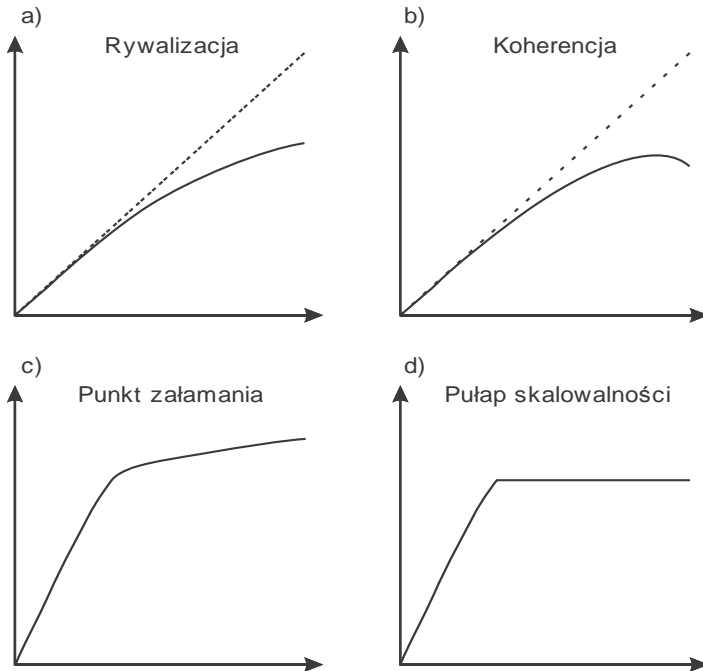 a)
Rywalizacja
b)
Koherencja
c)
Punkt załamania
d)
Pułap skalowalności